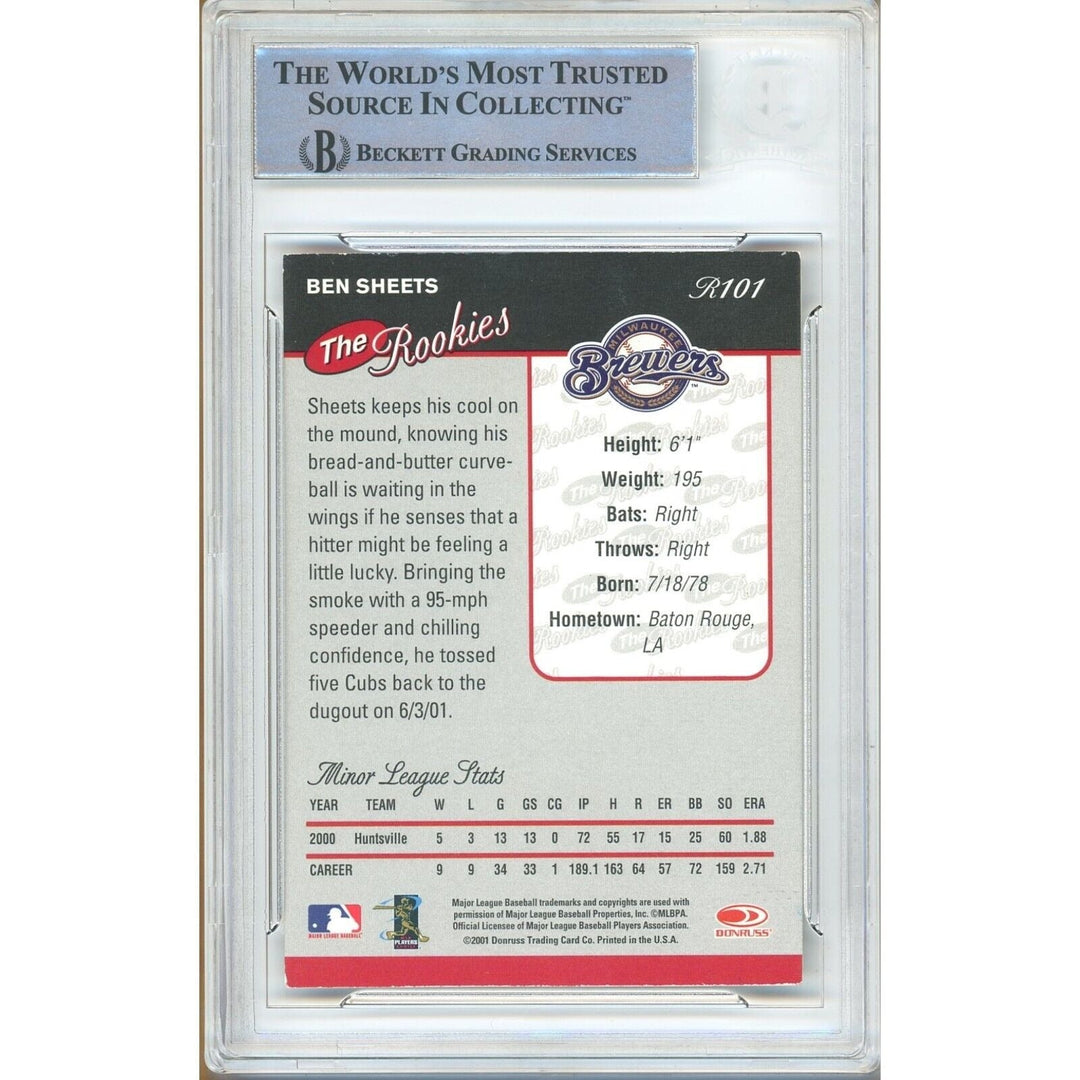 THE WORLD'S MOST TRUSTED
SOURCE IN COLLECTING™
B BECKETT GRADING SERVICES
BEN SHEETS
R101
The Rookies
MILWAUKEE
Brewers™
Sheets keeps his cool on
the mound, knowing his
bread-and-butter curve-
ball is waiting in the
wings if he senses that a
hitter might be feeling a
little lucky. Bringing the
smoke with a 95-mph
speeder and chilling
confidence, he tossed
five Cubs back to the
dugout on 6/3/01.
Height: 6'1"
Weight: 195
Bats: Right
Throws: Right
Born: 7/18/78
Hometown: Baton Rouge,
LA
Minor League Stats
YEAR TEAM W L G GS CG IP H R ER BB SO ERA
2000 Huntsville 5 3 13 13 0 72 55 17 15 25 60 1.88
CAREER 9 9 34 33 1 189.1 163 64 57 72 159 2.71
MAJOR LEAGUE BASEBALL
PLAYERS
Major League Baseball trademarks and copyrights are used with
permission of Major League Baseball Properties, Inc. ©MLBPA.
Official Licensee of Major League Baseball Players Association.
©2001 Donruss Trading Card Co. Printed in the U.S.A.
DONRUSS